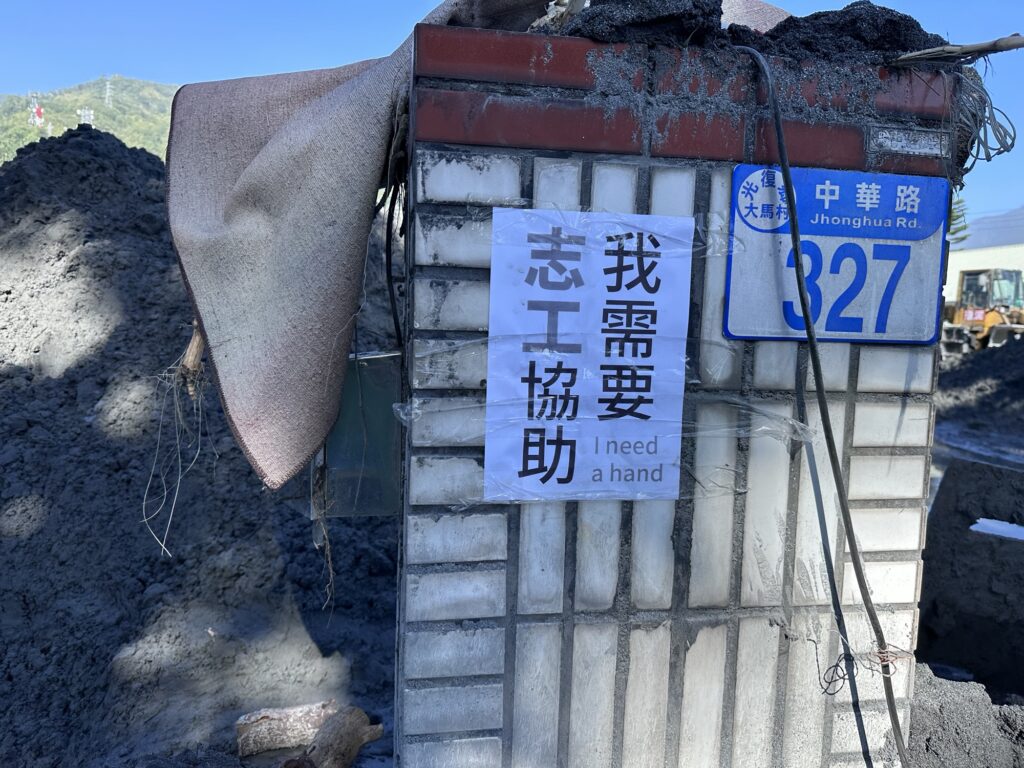 我需要
志工協助
I need
a hand
光復鄉
大馬村
中華路
Jhonghua Rd.
327